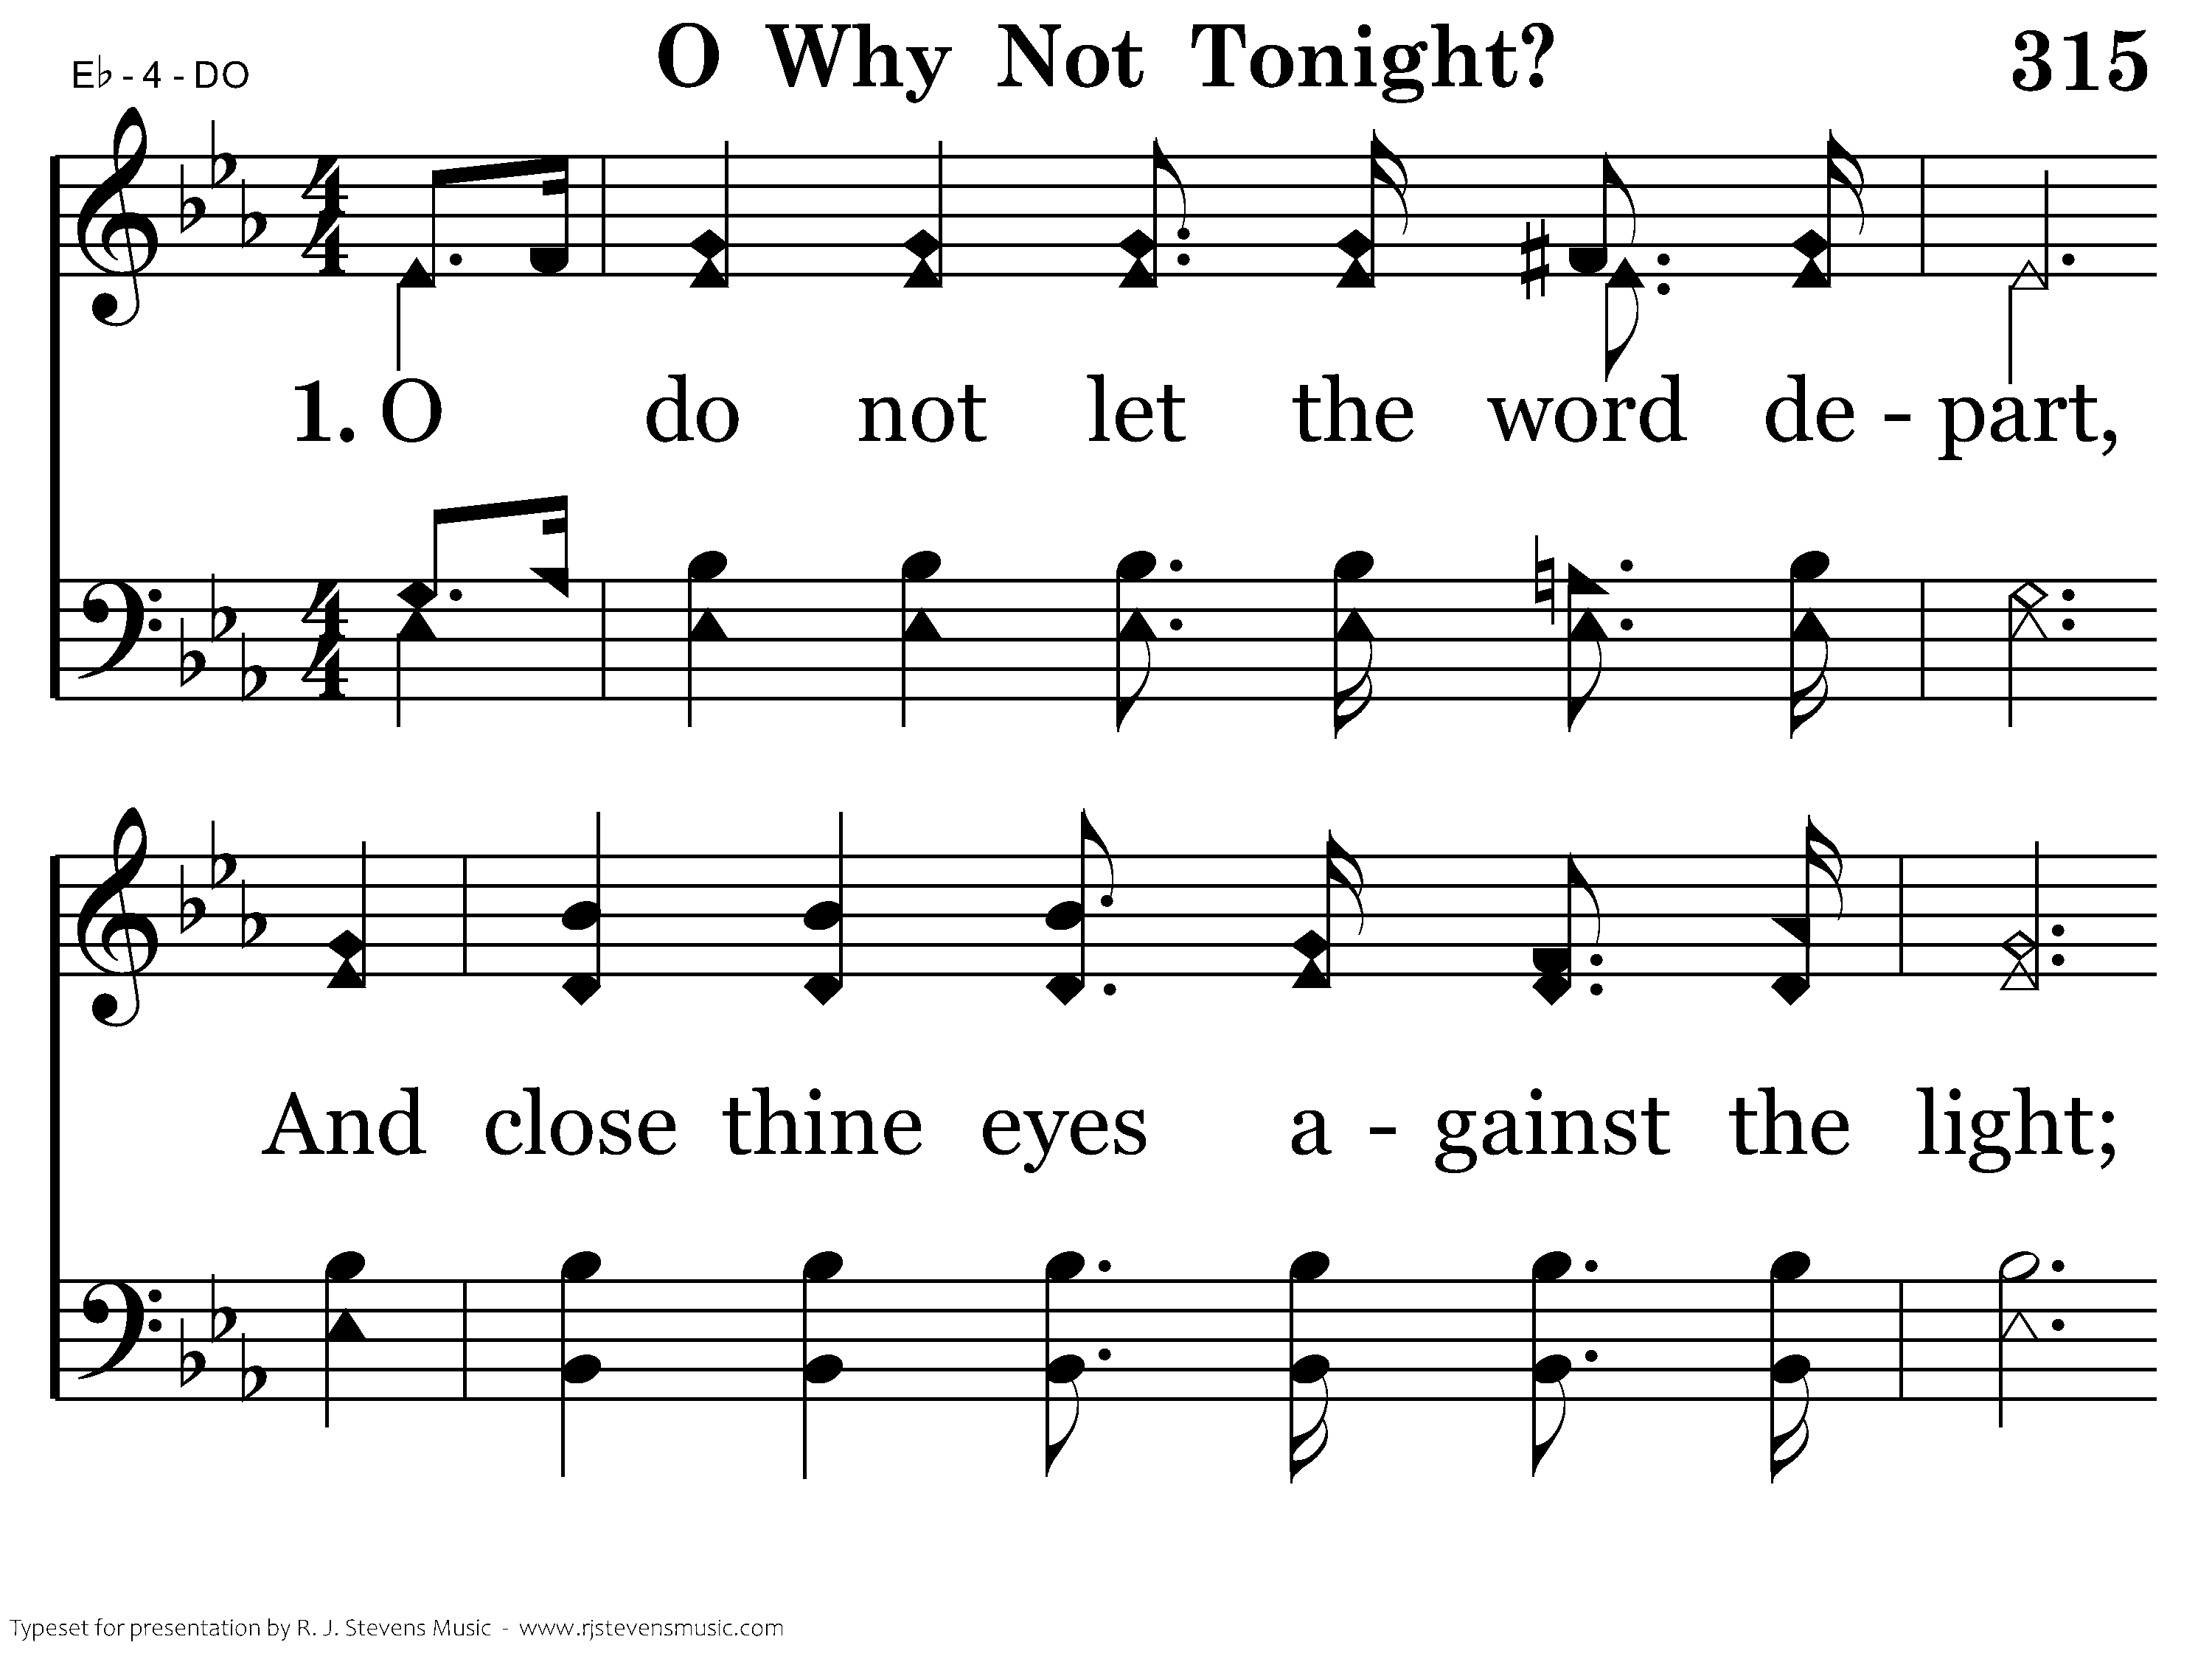 O Why Not Tonight? 315
E♭ - 4 - DO
1. O do not let the word de - part,
And close thine eyes a - gainst the light;
Typeset for presentation by R. J. Stevens Music - www.rjstevensmusic.com